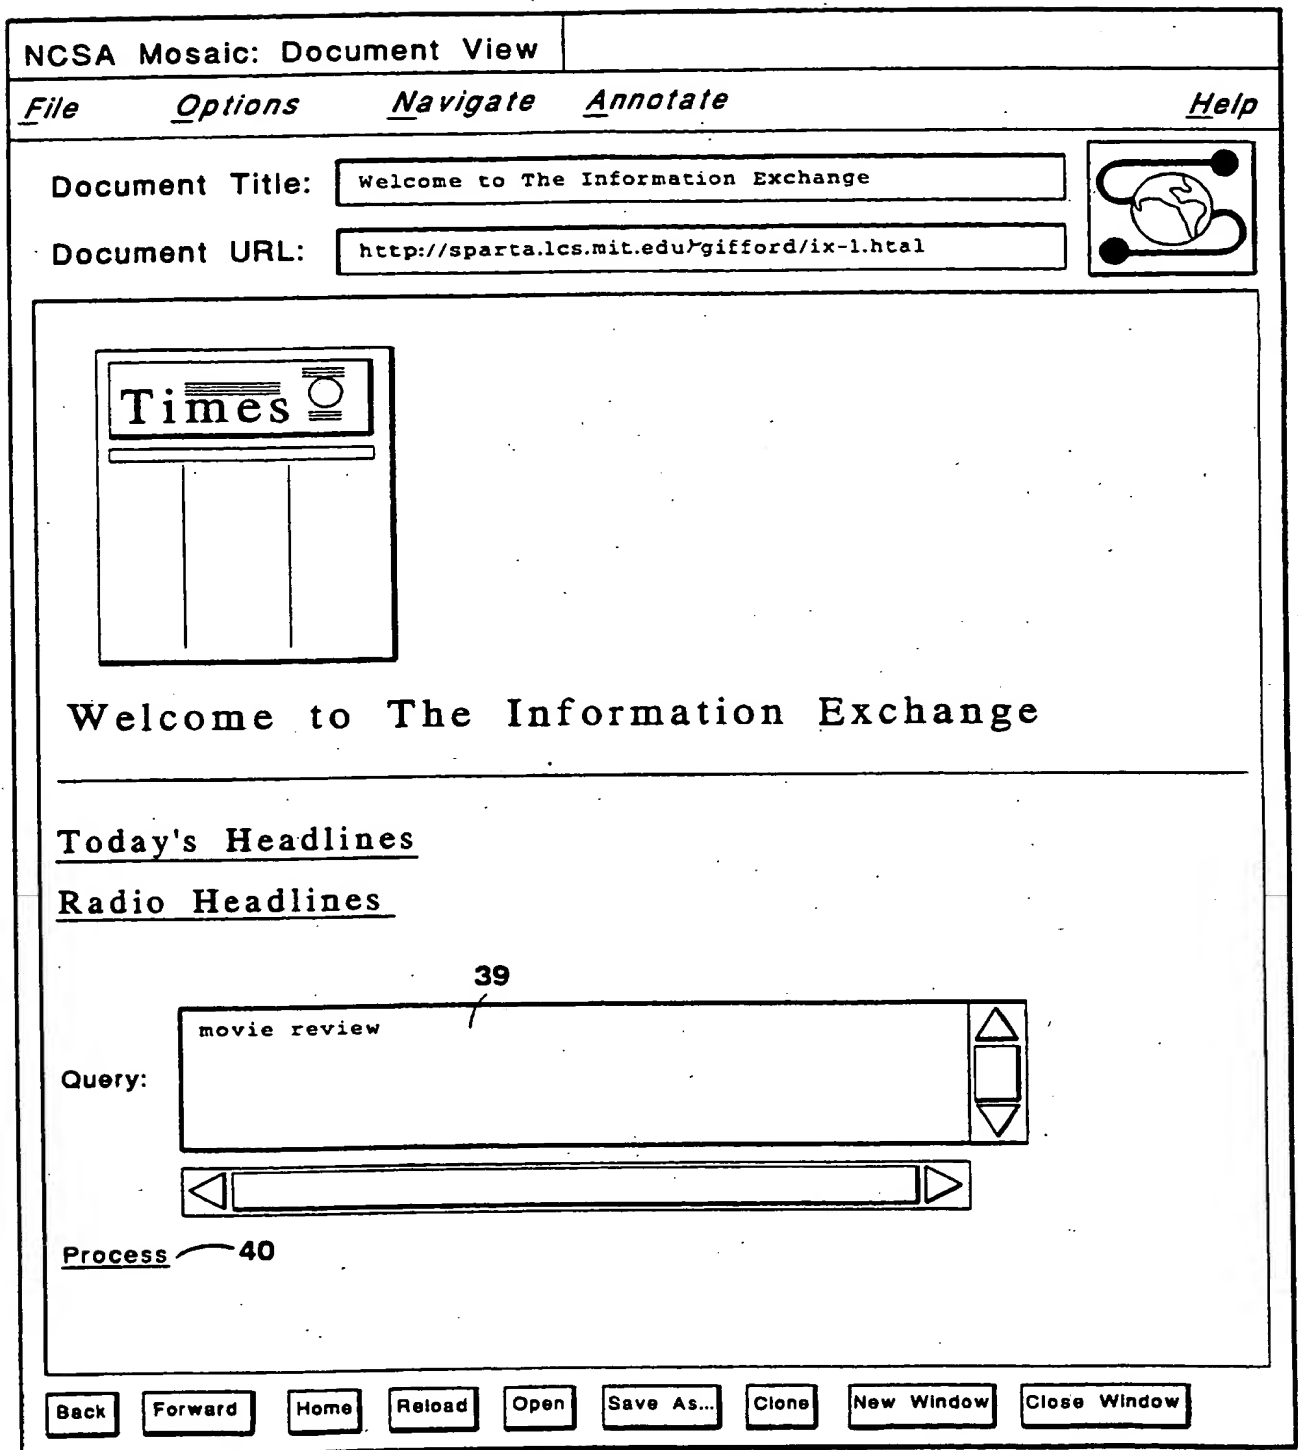 NCSA Mosaic: Document View
File Options Navigate Annotate Help
Document Title: Welcome to The Information Exchange
Document URL: http://sparta.lcs.mit.edu/~gifford/ix-1.htal
Times
Welcome to The Information Exchange
Today's Headlines
Radio Headlines
39
movie review
Query:
Process 40
Back Forward Home Reload Open Save As... Clone New Window Close Window